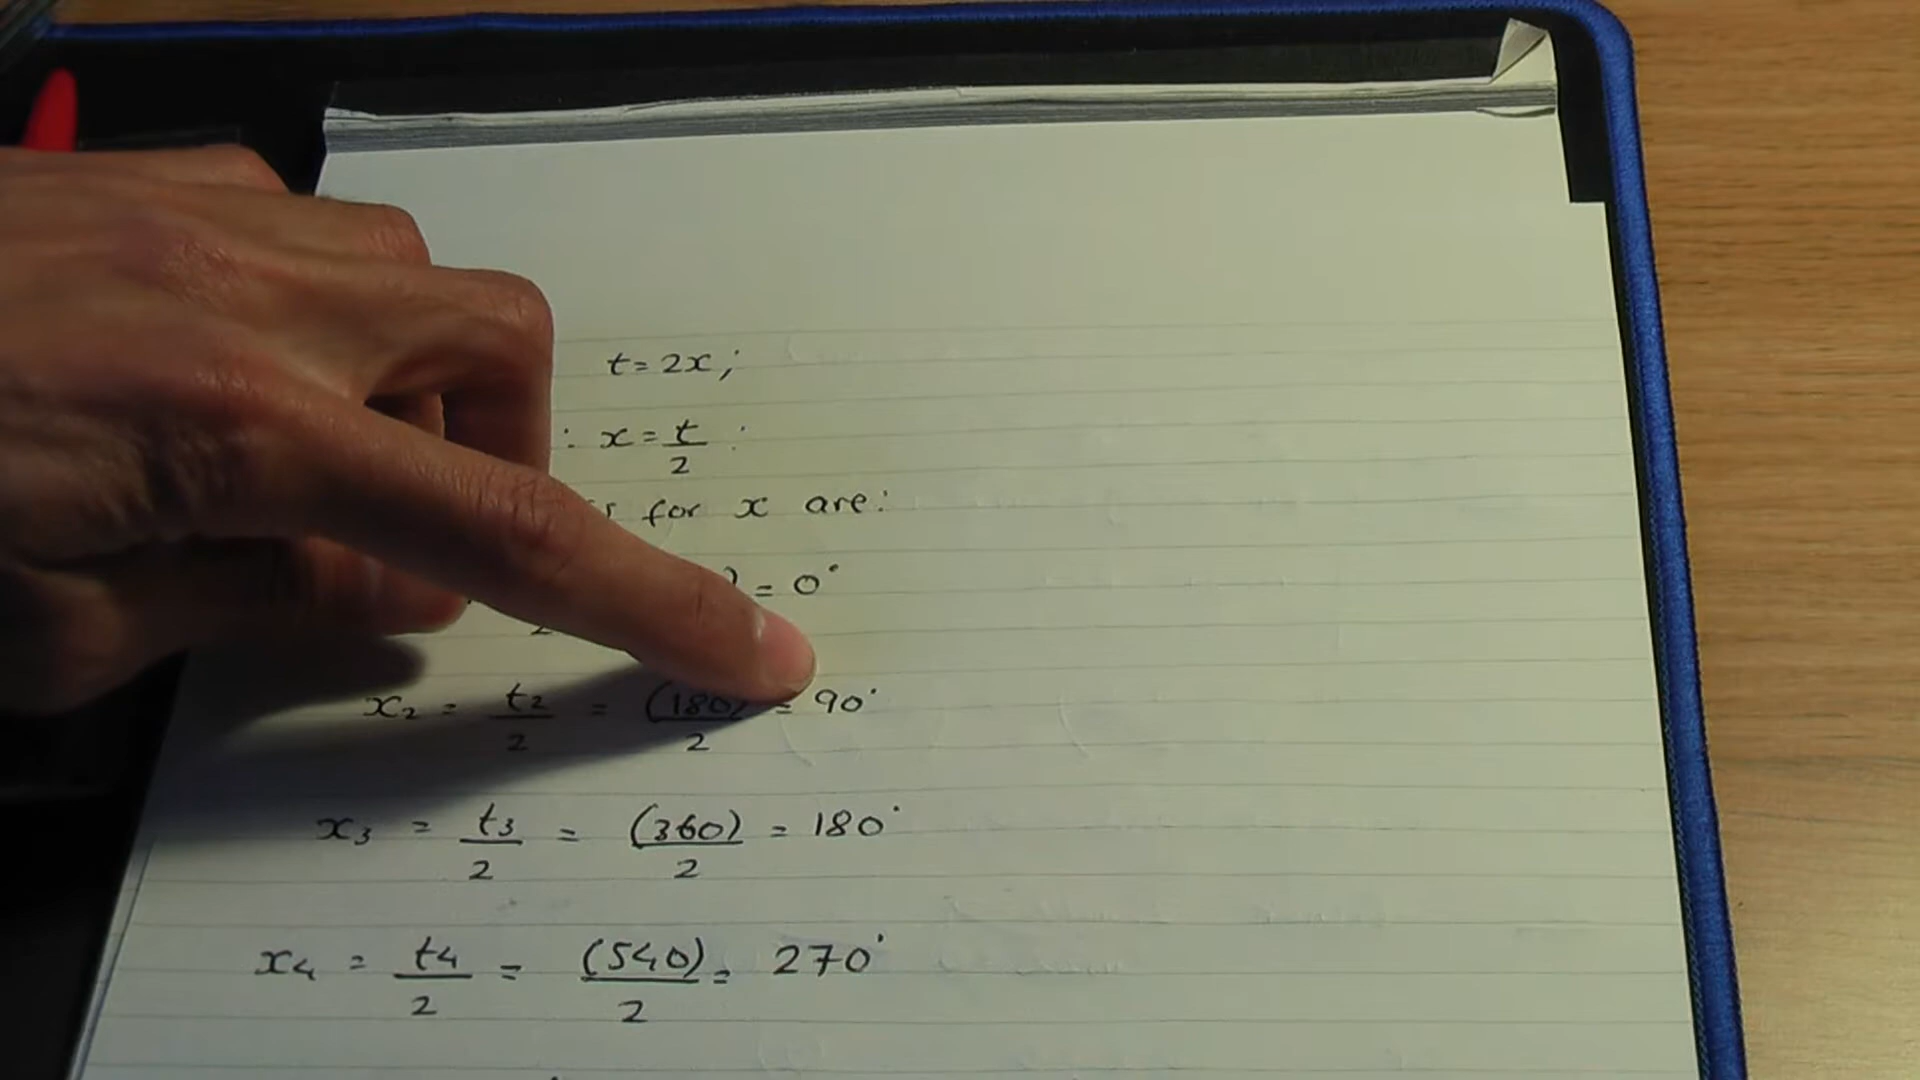 t = 2x ;
: x = t/2 :
for x are:
) = 0°
2
x₂ = t₂/2 = (180)/2 = 90°
x₃ = t₃/2 = (360)/2 = 180°
x₄ = t₄/2 = (540)/2 = 270°